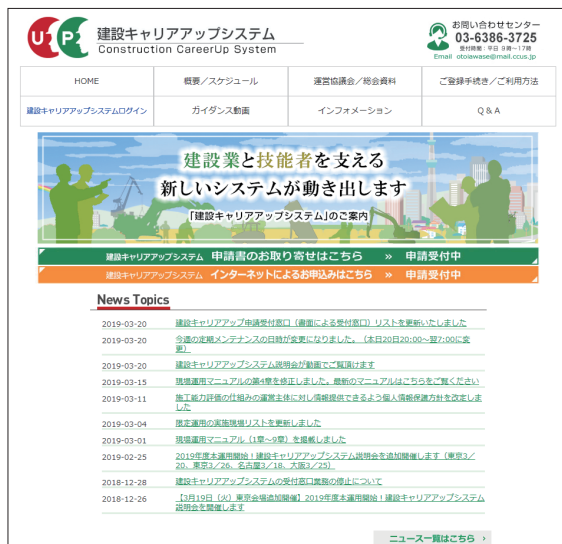 UP
建設キャリアアップシステム
Construction CareerUp System
お問い合わせセンター
03-6386-3725
受付時間：平日 9時～17時
Email otoiawase@mail.ccus.jp
HOME
概要／スケジュール
運営協議会／総会資料
ご登録手続き／ご利用方法
建設キャリアアップシステムログイン
ガイダンス動画
インフォメーション
Q & A
建設業と技能者を支える
新しいシステムが動き出します
「建設キャリアアップシステム」のご案内
建設キャリアアップシステム 申請書のお取り寄せはこちら » 申請受付中
建設キャリアアップシステム インターネットによるお申込みはこちら » 申請受付中
News Topics
2019-03-20 建設キャリアアップ申請受付窓口（書面による受付窓口）リストを更新いたしました
2019-03-20 今週の定期メンテナンスの日時が変更になりました。（本日20日20:00～翌7:00に変
更）
2019-03-20 建設キャリアアップシステム説明会が動画でご覧頂けます
2019-03-15 現場運用マニュアルの第4章を修正しました。最新のマニュアルはこちらをご覧ください
2019-03-11 施工能力評価の仕組みの運営主体に対し情報提供できるよう個人情報保護方針を改定しま
した
2019-03-04 限定運用の実施現場リストを更新しました
2019-03-01 現場運用マニュアル（1章～9章）を掲載しました
2019-02-25 2019年度本運用開始！建設キャリアアップシステム説明会を追加開催します（東京3／
20、東京3／26、名古屋3／18、大阪3／25）
2018-12-28 建設キャリアアップシステムの受付窓口業務の停止について
2018-12-26 【3月19日（火）東京会場追加開催】2019年度本運用開始！建設キャリアアップシステム
説明会を開催します
ニュース一覧はこちら ›